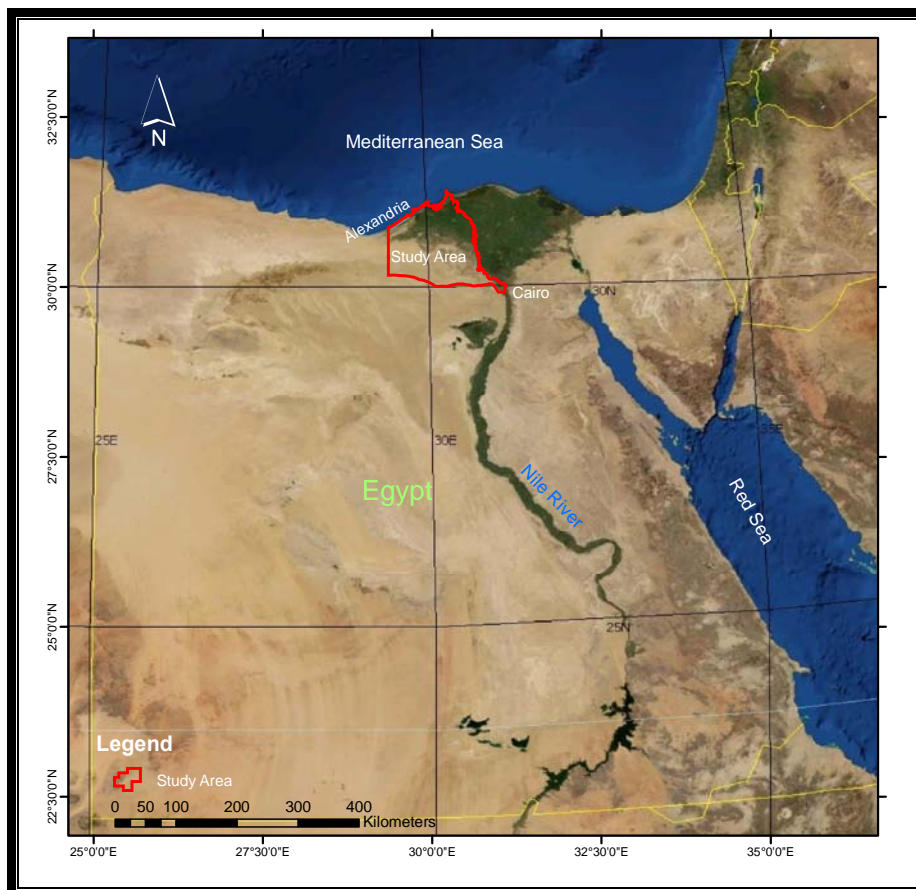 32°30'0"N
30°0'0"N
27°30'0"N
25°0'0"N
22°30'0"N
N
Mediterranean Sea
Alexandria
Study Area
Cairo
30N
25E
30E
35E
Egypt
Nile River
Red Sea
25N
Legend
Study Area
0 50 100 200 300 400
Kilometers
25°0'0"E 27°30'0"E 30°0'0"E 32°30'0"E 35°0'0"E